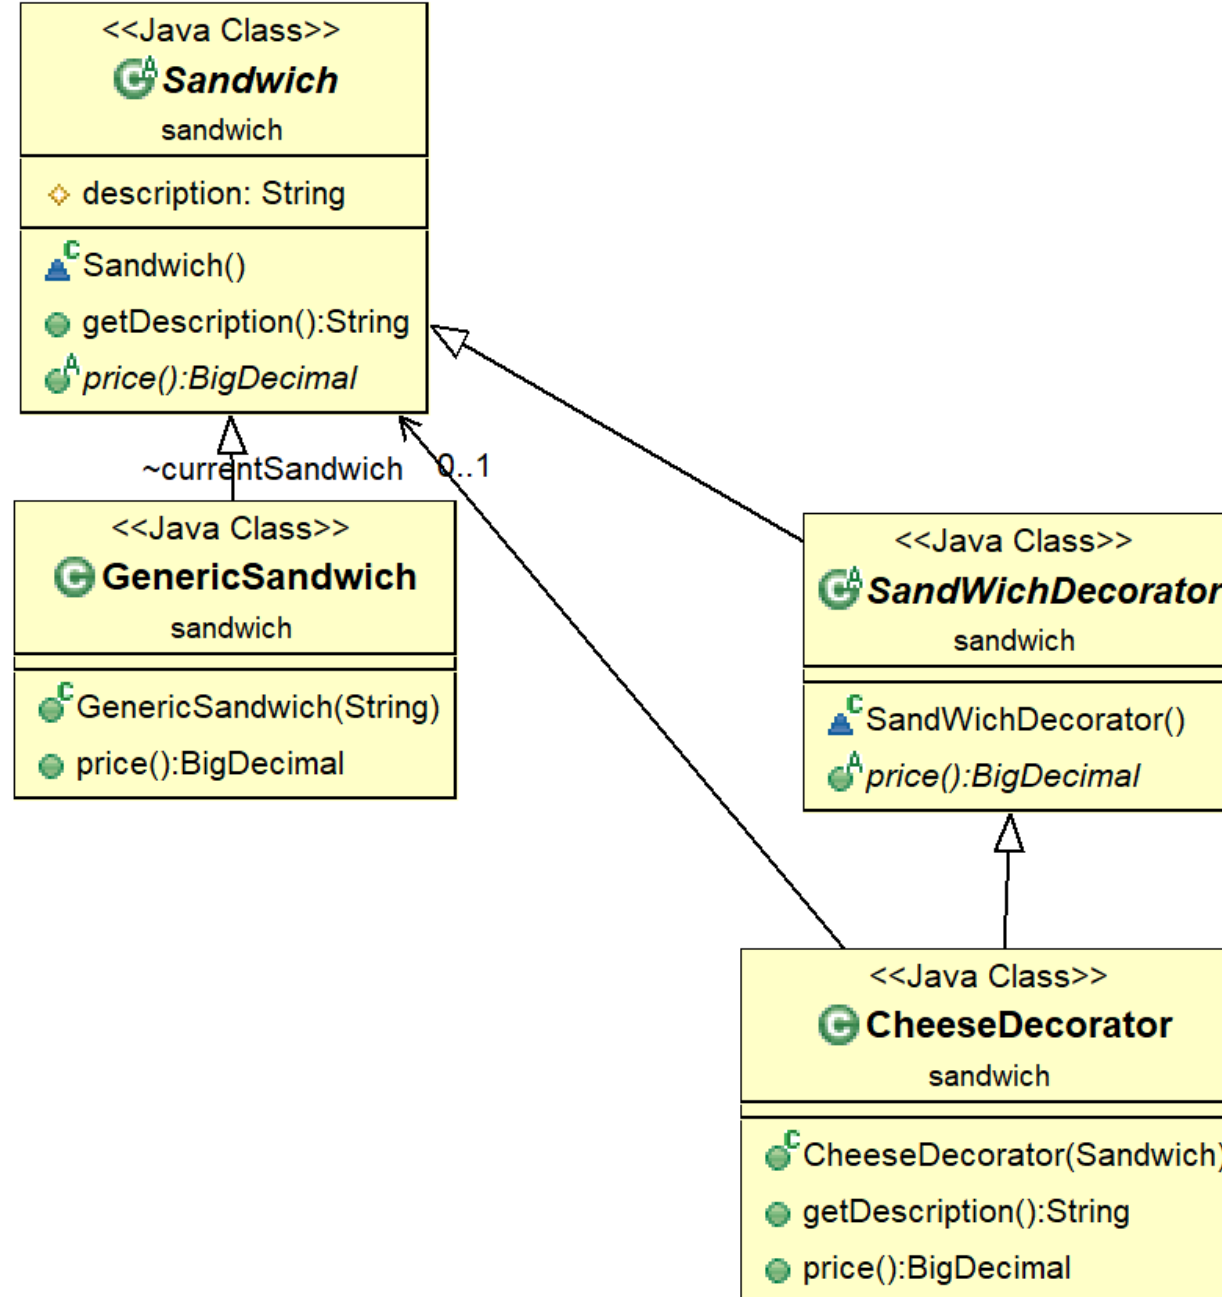 <<Java Class>>
Sandwich
sandwich
description: String
Sandwich()
getDescription():String
price():BigDecimal
~currentSandwich 0..1
<<Java Class>>
GenericSandwich
sandwich
GenericSandwich(String)
price():BigDecimal
<<Java Class>>
SandWichDecorator
sandwich
SandWichDecorator()
price():BigDecimal
<<Java Class>>
CheeseDecorator
sandwich
CheeseDecorator(Sandwich)
getDescription():String
price():BigDecimal